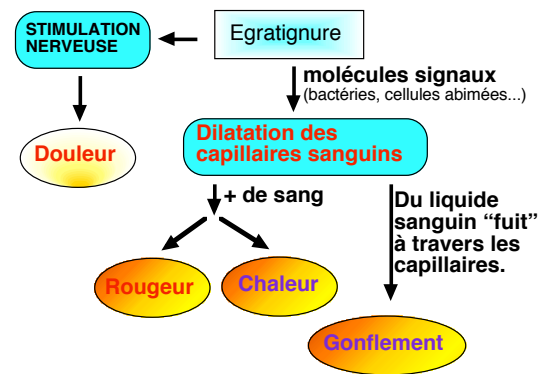 STIMULATION
NERVEUSE
Egratignure
molécules signaux
(bactéries, cellules abimées...)
Douleur
Dilatation des
capillaires sanguins
+ de sang
Du liquide
sanguin “fuit”
à travers les
capillaires.
Rougeur
Chaleur
Gonflement